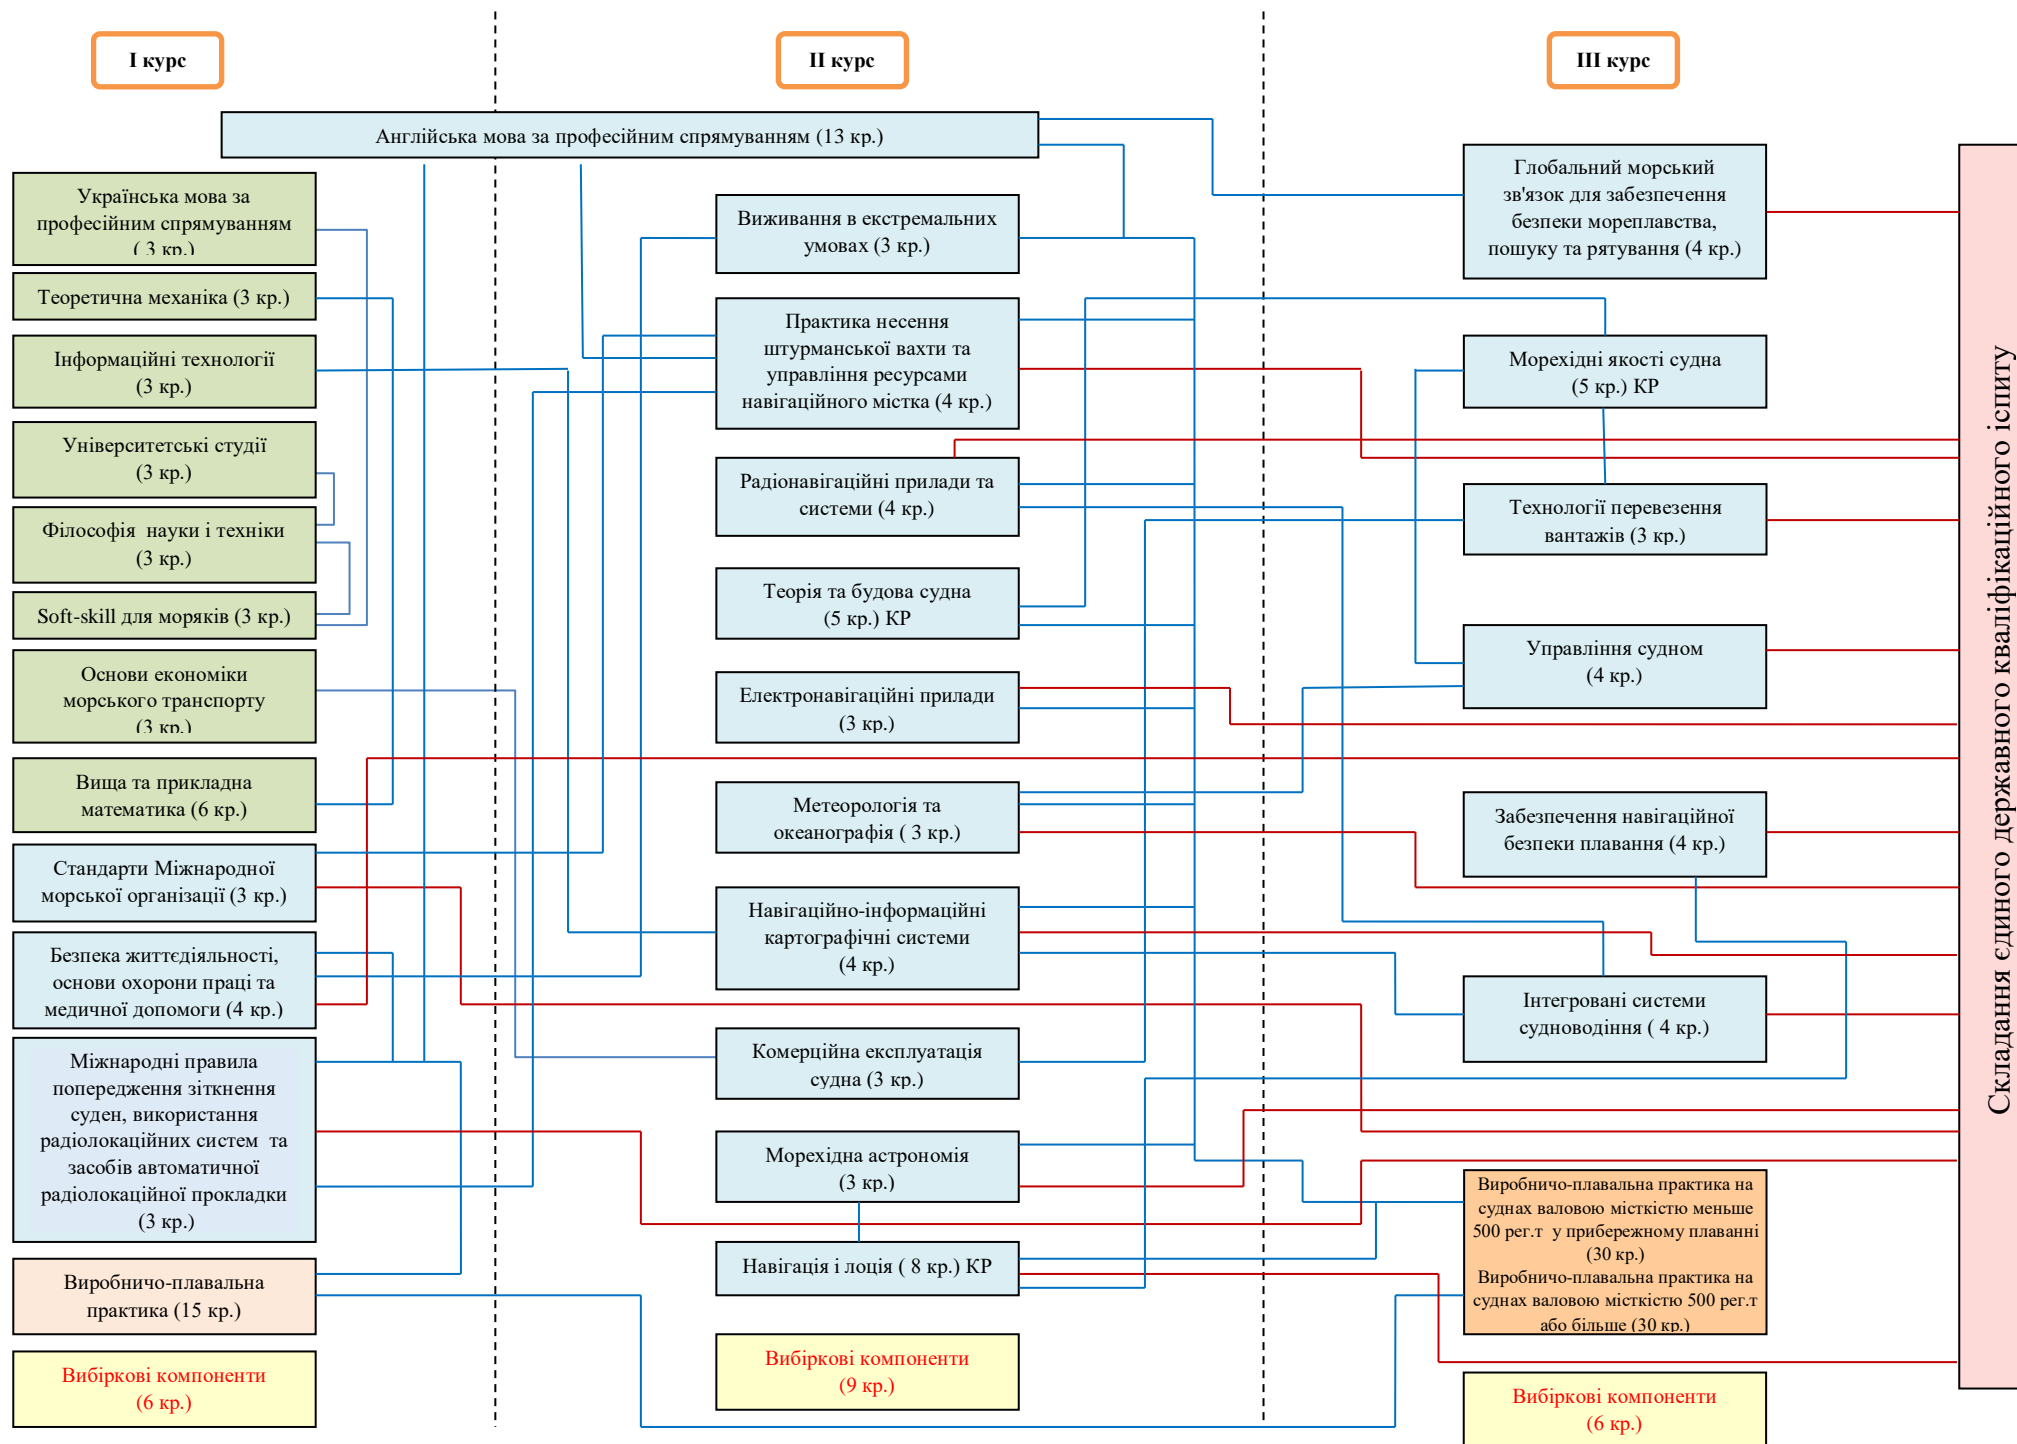 І курс
ІІ курс
ІІІ курс
Англійська мова за професійним спрямуванням (13 кр.)
Українська мова за
професійним спрямуванням
( 3 кр.)
Теоретична механіка (3 кр.)
Інформаційні технології
(3 кр.)
Університетські студії
(3 кр.)
Філософія науки і техніки
(3 кр.)
Soft-skill для моряків (3 кр.)
Основи економіки
морського транспорту
(3 кр.)
Вища та прикладна
математика (6 кр.)
Стандарти Міжнародної
морської організації (3 кр.)
Безпека життєдіяльності,
основи охорони праці та
медичної допомоги (4 кр.)
Міжнародні правила
попередження зіткнення
суден, використання
радіолокаційних систем та
засобів автоматичної
радіолокаційної прокладки
(3 кр.)
Виробничо-плавальна
практика (15 кр.)
Вибіркові компоненти
(6 кр.)
Виживання в екстремальних
умовах (3 кр.)
Практика несення
штурманської вахти та
управління ресурсами
навігаційного містка (4 кр.)
Радіонавігаційні прилади та
системи (4 кр.)
Теорія та будова судна
(5 кр.) КР
Електронавігаційні прилади
(3 кр.)
Метеорологія та
океанографія ( 3 кр.)
Навігаційно-інформаційні
картографічні системи
(4 кр.)
Комерційна експлуатація
судна (3 кр.)
Морехідна астрономія
(3 кр.)
Навігація і лоція ( 8 кр.) КР
Вибіркові компоненти
(9 кр.)
Глобальний морський
зв'язок для забезпечення
безпеки мореплавства,
пошуку та рятування (4 кр.)
Морехідні якості судна
(5 кр.) КР
Технології перевезення
вантажів (3 кр.)
Управління судном
(4 кр.)
Забезпечення навігаційної
безпеки плавання (4 кр.)
Інтегровані системи
судноводіння ( 4 кр.)
Виробничо-плавальна практика на
суднах валовою місткістю меньше
500 рег.т у прибережному плаванні
(30 кр.)
Виробничо-плавальна практика на
суднах валовою місткістю 500 рег.т
або більше (30 кр.)
Вибіркові компоненти
(6 кр.)
Складання єдиного державного кваліфікаційного іспиту